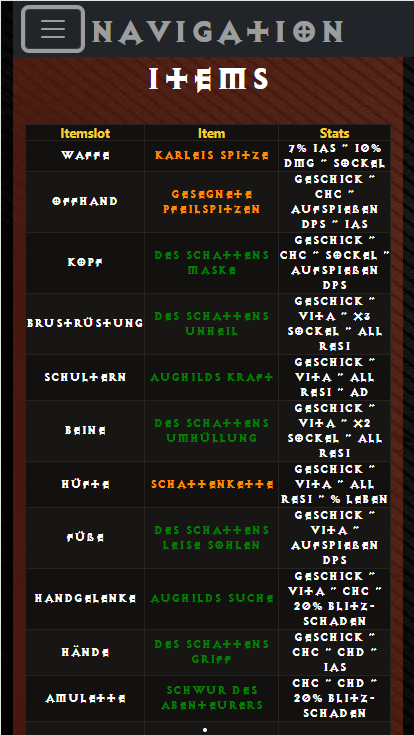 NAVIGATION
ITEMS
Itemslot Item Stats
WAFFE KARLEIS SPITZE 7% IAS " 10%
DMG " SOCKEL
OFFHAND GESEGNETE
PFEILSPITZEN GESCHICK "
CHC "
AUFSPIEßEN
DPS " IAS
KOPF DES SCHATTENS
MASKE GESCHICK "
CHC " SOCKEL "
AUFSPIEßEN
DPS
BRUSTRÜSTUNG DES SCHATTENS
UNHEIL GESCHICK "
VITA " X3
SOCKEL " ALL
RESI
SCHULTERN AUGHILDS KRAFT GESCHICK "
VITA " ALL
RESI " AD
BEINE DES SCHATTENS
UMHÜLLUNG GESCHICK "
VITA " X2
SOCKEL " ALL
RESI
HÜFTE SCHATTENKETTE GESCHICK "
VITA " ALL
RESI " % LEBEN
FÜßE DES SCHATTENS
LEISE SOHLEN GESCHICK "
VITA "
AUFSPIEßEN
DPS
HANDGELENKE AUGHILDS SUCHE GESCHICK "
VITA " CHC "
20% BLITZ-
SCHADEN
HÄNDE DES SCHATTENS
GRIFF GESCHICK "
CHC " CHD "
IAS
AMULETTE SCHWUR DES
ABENTEURERS CHC " CHD "
20% BLITZ-
SCHADEN